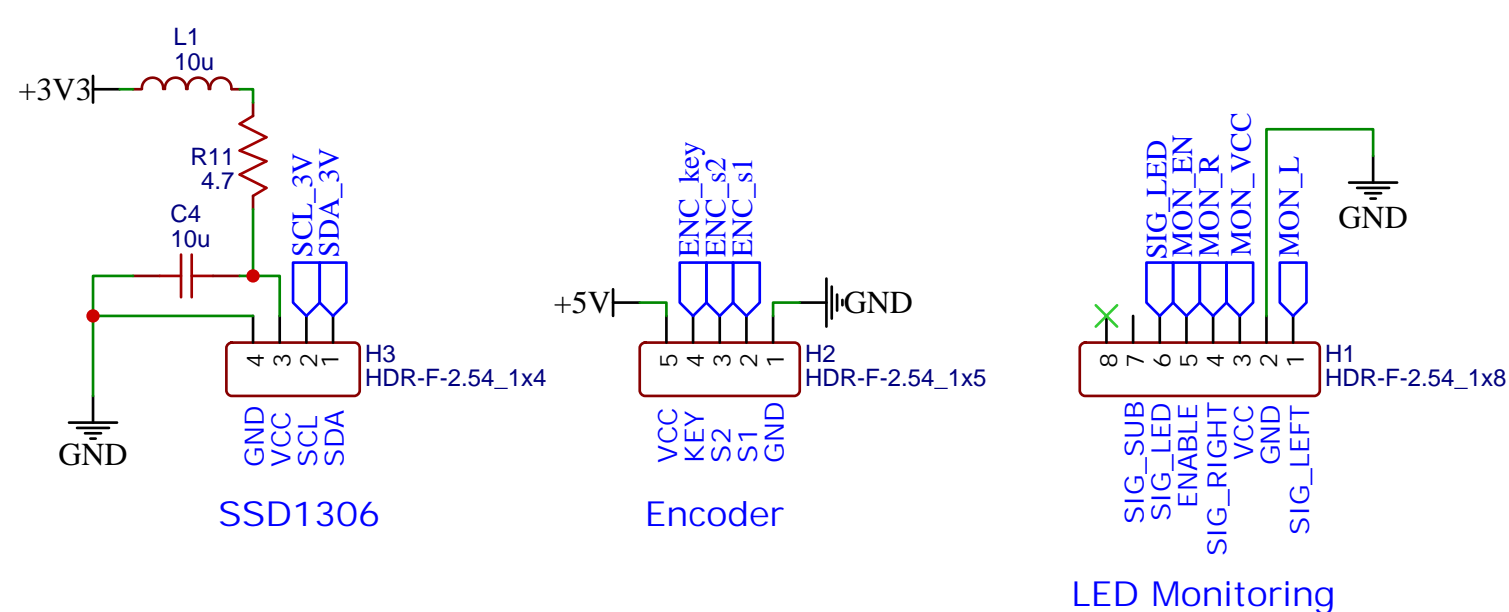 L1
10u
+3V3
R11
4.7
C4
10u
SCL_3V
SDA_3V
GND
4
3
2
1
H3
HDR-F-2.54_1x4
GND
VCC
SCL
SDA
SSD1306
ENC_key
ENC_s2
ENC_s1
+5V
GND
5
4
3
2
1
H2
HDR-F-2.54_1x5
VCC
KEY
S2
S1
GND
Encoder
SIG_LED
MON_EN
MON_R
MON_VCC
MON_L
GND
8
7
6
5
4
3
2
1
H1
HDR-F-2.54_1x8
SIG_SUB
SIG_LED
ENABLE
SIG_RIGHT
VCC
GND
SIG_LEFT
LED Monitoring